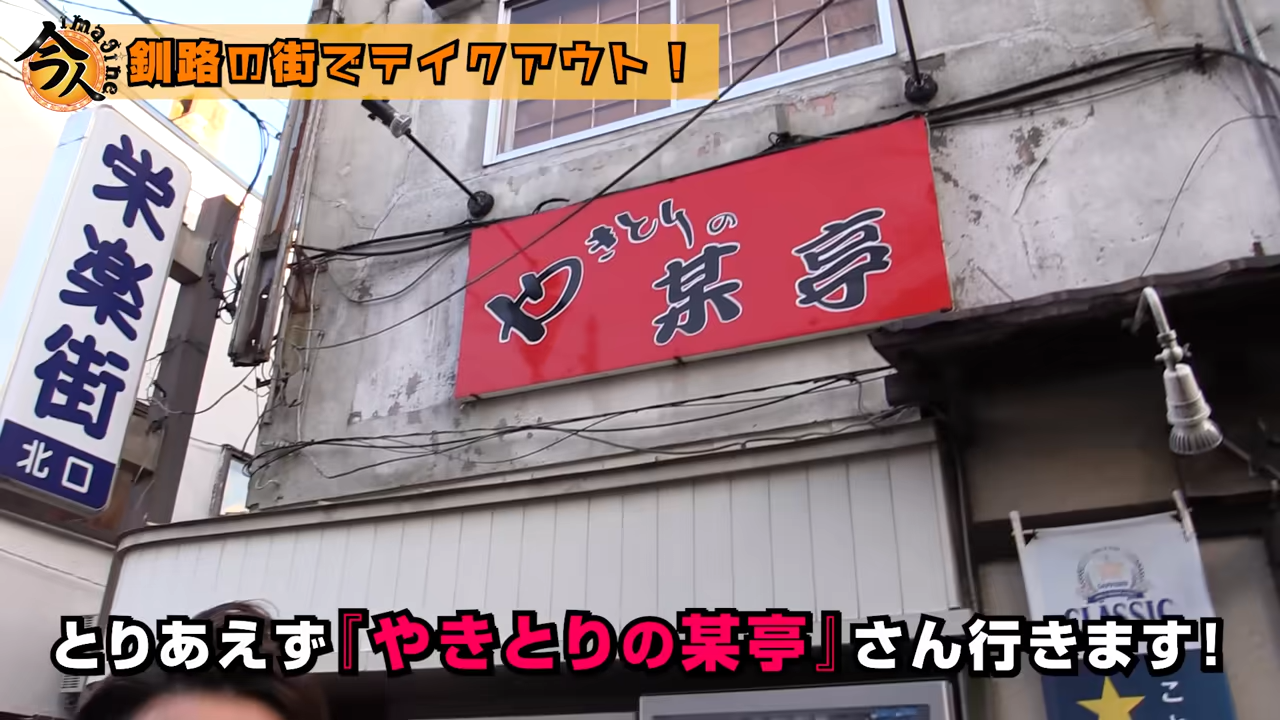 imagine
今人
釧路の街でテイクアウト！
栄楽街
北口
やきとりの
某亭
CLASSIC
とりあえず『やきとりの某亭』さん行きます！